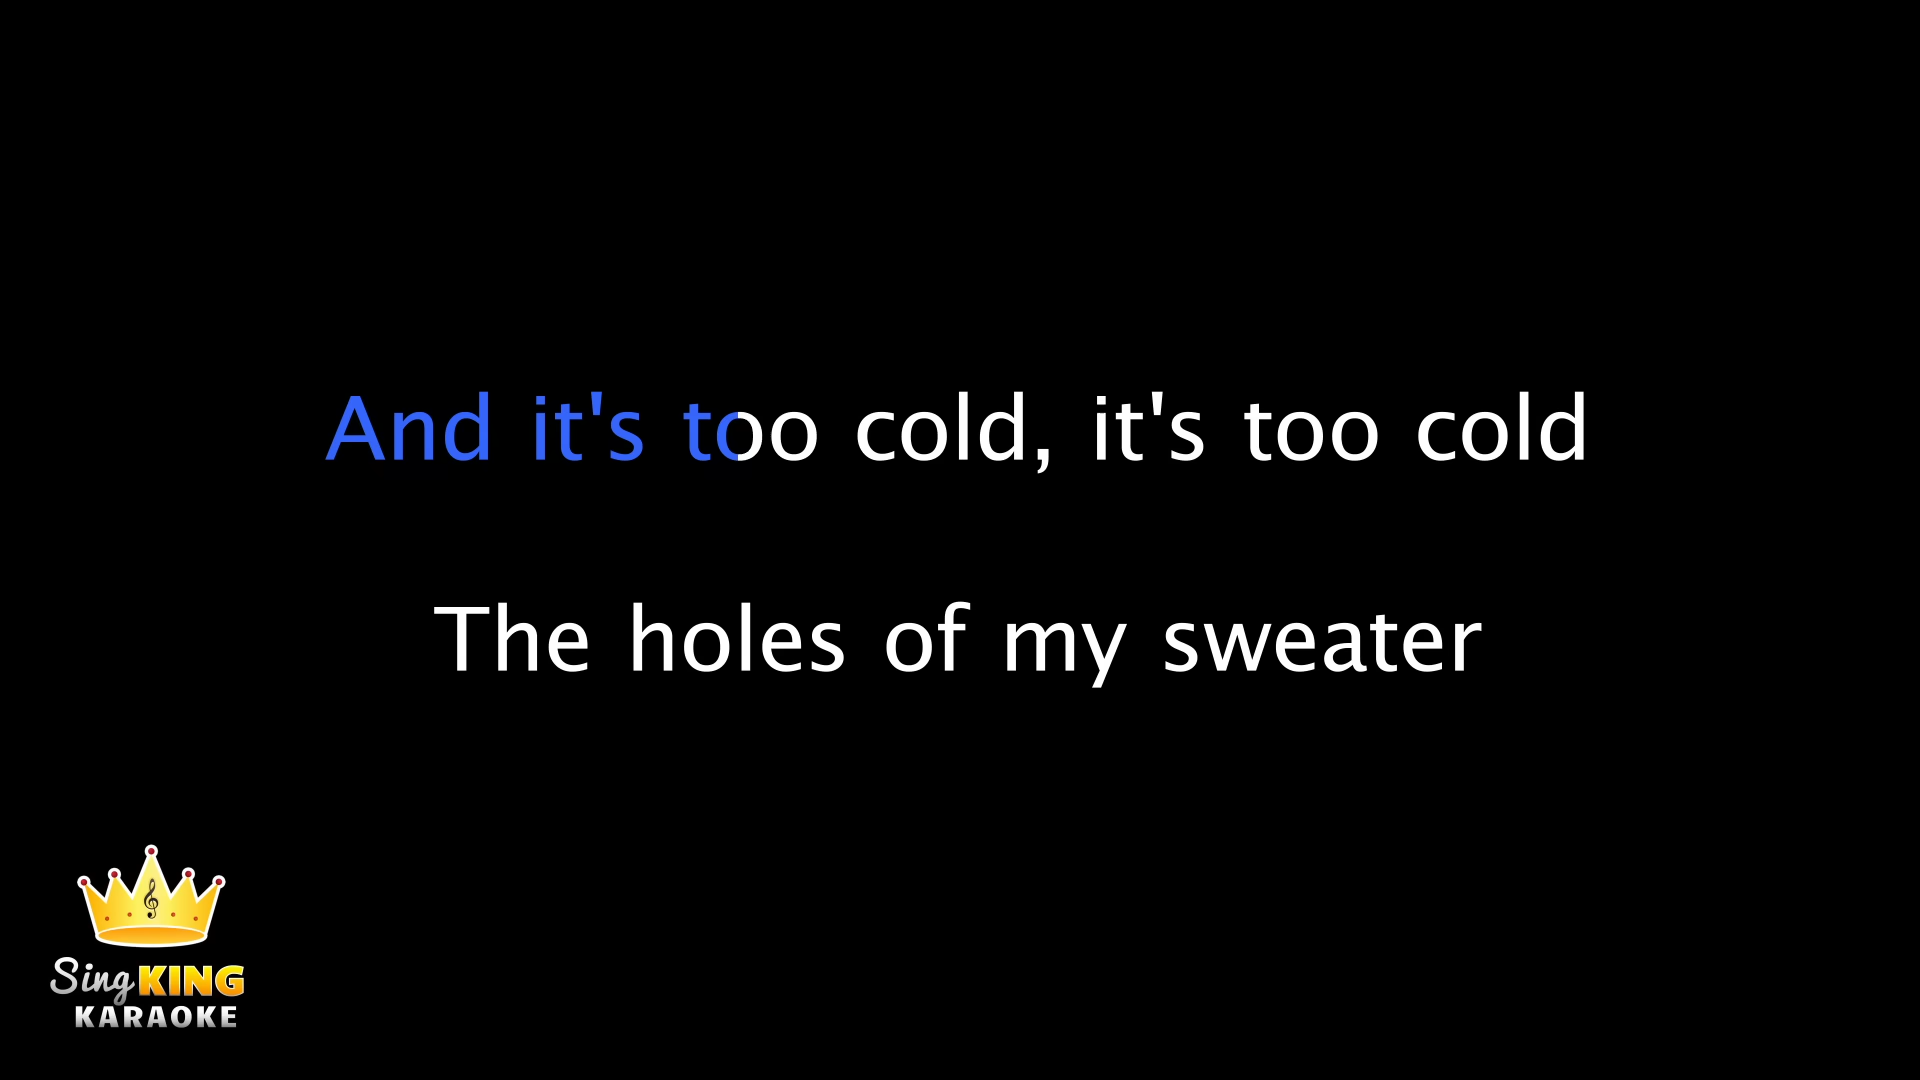 And it's too cold, it's too cold
The holes of my sweater
Sing KING
KARAOKE